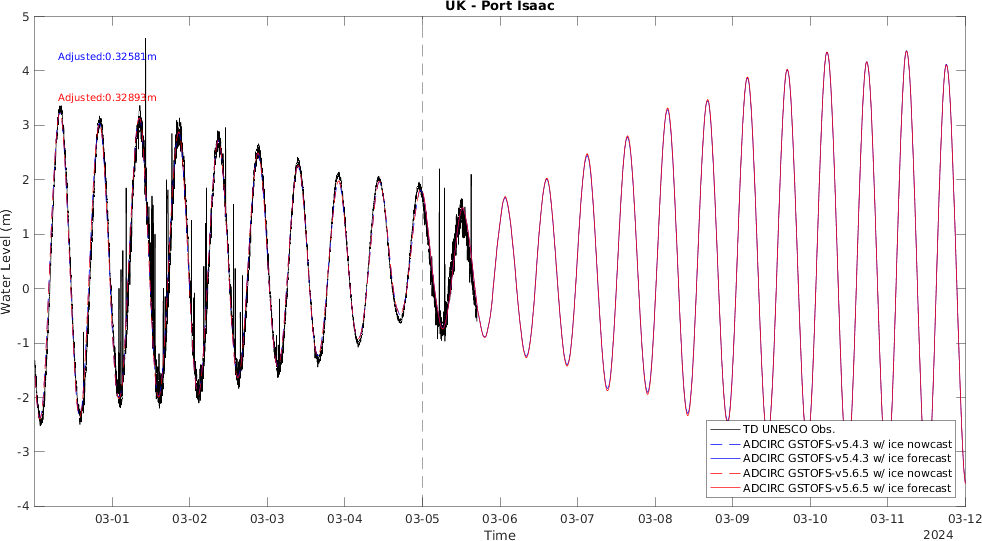 UK - Port Isaac
5
4
3
2
1
0
-1
-2
-3
-4
Water Level (m)
Adjusted:0.32581m
Adjusted:0.32893m
TD UNESCO Obs.
ADCIRC GSTOFS-v5.4.3 w/ ice nowcast
ADCIRC GSTOFS-v5.4.3 w/ ice forecast
ADCIRC GSTOFS-v5.6.5 w/ ice nowcast
ADCIRC GSTOFS-v5.6.5 w/ ice forecast
03-01 03-02 03-03 03-04 03-05 03-06 03-07 03-08 03-09 03-10 03-11 03-12
Time
2024